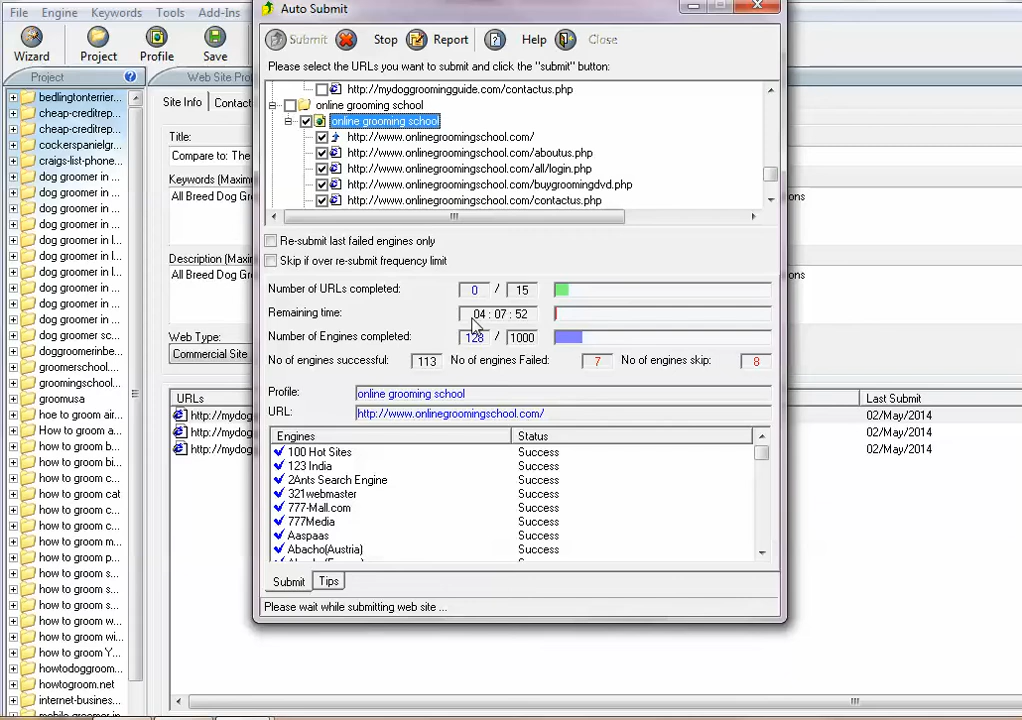 File Engine Keywords Tools Add-Ins
Wizard Project Profile Save
Project
Web Site Pro
bedlingtonterrier...
cheap-creditrep...
cheap-creditrep...
cockerspanielgr...
craigs-list-phone...
dog groomer in ...
dog groomer in ...
dog groomer in ...
dog groomer in l...
dog groomer in l...
dog groomer in l...
dog groomer in ...
dog groomer in ...
dog groomer in ...
dog groomer in ...
dog groomer in ...
doggroomerinbe...
groomerschool...
groomingschool...
groomusa
hoe to groom air...
How to groom a...
how to groom b...
how to groom bi...
how to groom c...
how to groom cat
how to groom c...
how to groom d...
how to groom m...
how to groom p...
how to groom s...
how to groom s...
how to groom s...
how to groom w...
how to groom wi...
how to groom Y...
howtodoggroom...
howtogroom.net
internet-busines...
mobile groomer in
Site Info Contact
Title:
Compare to: The
Keywords (Maxim
All Breed Dog Gr
ons
Description (Maxim
All Breed Dog Gr
Web Type:
Commercial Site
URLs
Last Submit
http://mydog
02/May/2014
http://mydog
02/May/2014
http://mydog
02/May/2014
Auto Submit
Submit Stop Report Help Close
Please select the URLs you want to submit and click the "submit" button:
http://mydoggroomingguide.com/contactus.php
online grooming school
online grooming school
http://www.onlinegroomingschool.com/
http://www.onlinegroomingschool.com/aboutus.php
http://www.onlinegroomingschool.com/all/login.php
http://www.onlinegroomingschool.com/buygroomingdvd.php
http://www.onlinegroomingschool.com/contactus.php
Re-submit last failed engines only
Skip if over re-submit frequency limit
Number of URLs completed: 0 / 15
Remaining time: 04 : 07 : 52
Number of Engines completed: 128 / 1000
No of engines successful: 113 No of engines Failed: 7 No of engines skip: 8
Profile: online grooming school
URL: http://www.onlinegroomingschool.com/
Engines Status
100 Hot Sites Success
123 India Success
2Ants Search Engine Success
321webmaster Success
777-Mall.com Success
777Media Success
Aaspaas Success
Abacho(Austria) Success
Submit Tips
Please wait while submitting web site ...